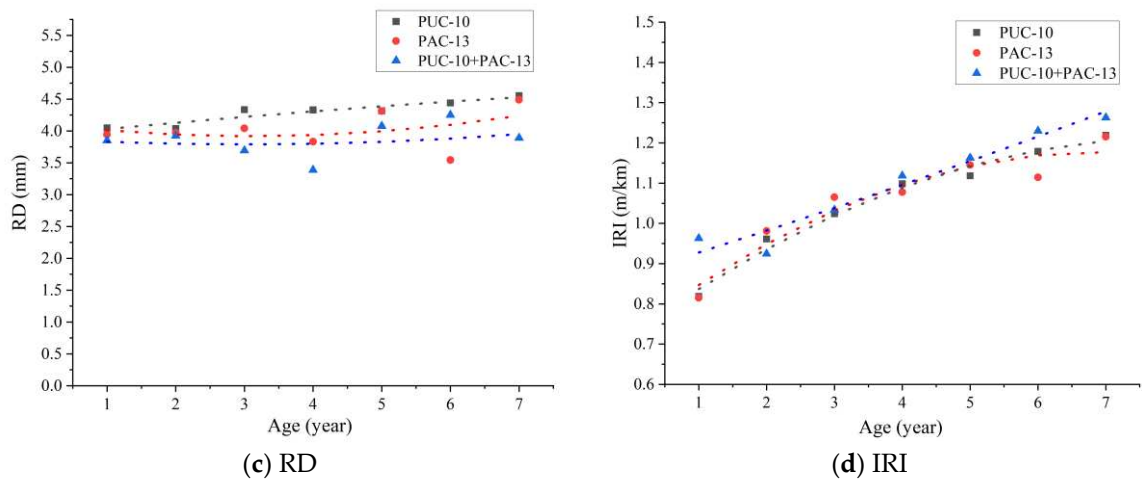 PUC-10
PAC-13
PUC-10+PAC-13
5.5
5.0
4.5
4.0
3.5
3.0
2.5
2.0
1.5
1.0
0.5
0.0
RD (mm)
1 2 3 4 5 6 7
Age (year)
(c) RD
PUC-10
PAC-13
PUC-10+PAC-13
1.5
1.4
1.3
1.2
1.1
1.0
0.9
0.8
0.7
0.6
IRI (m/km)
1 2 3 4 5 6 7
Age (year)
(d) IRI